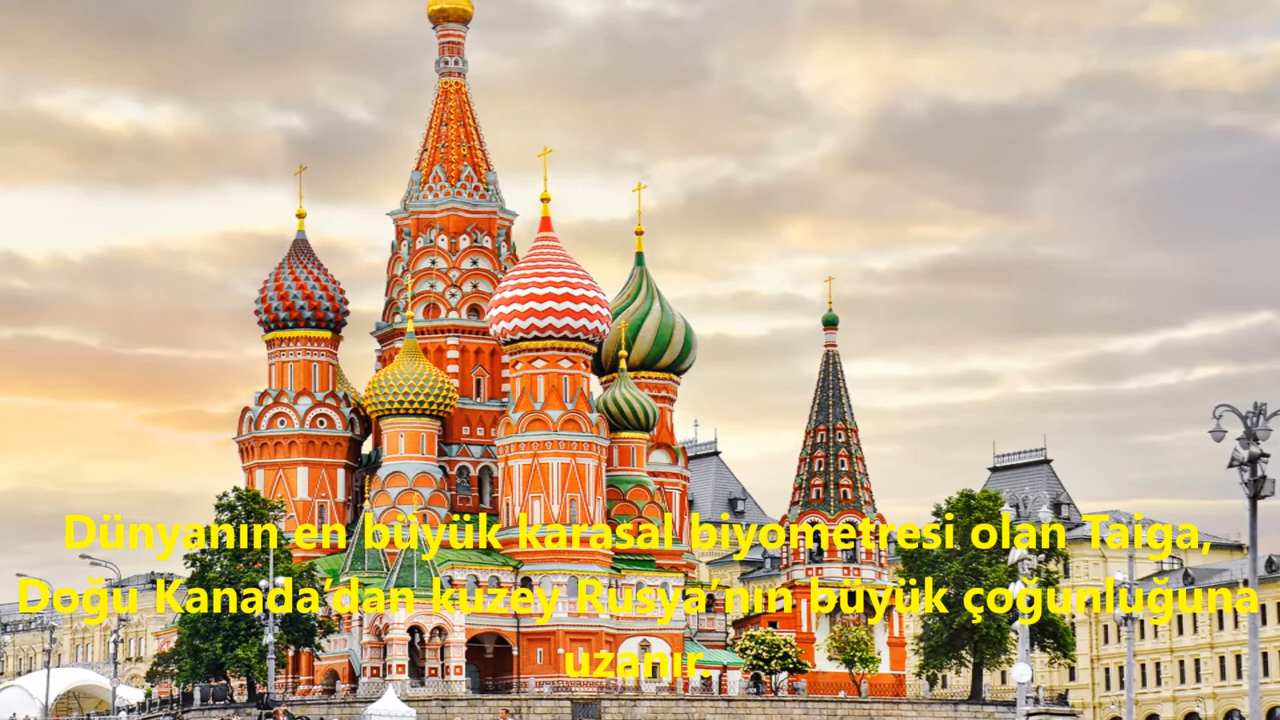 Dünyanın en büyük karasal biyometresi olan Taiga,
Doğu Kanada’dan kuzey Rusya’nın büyük çoğunluğuna
uzanır.